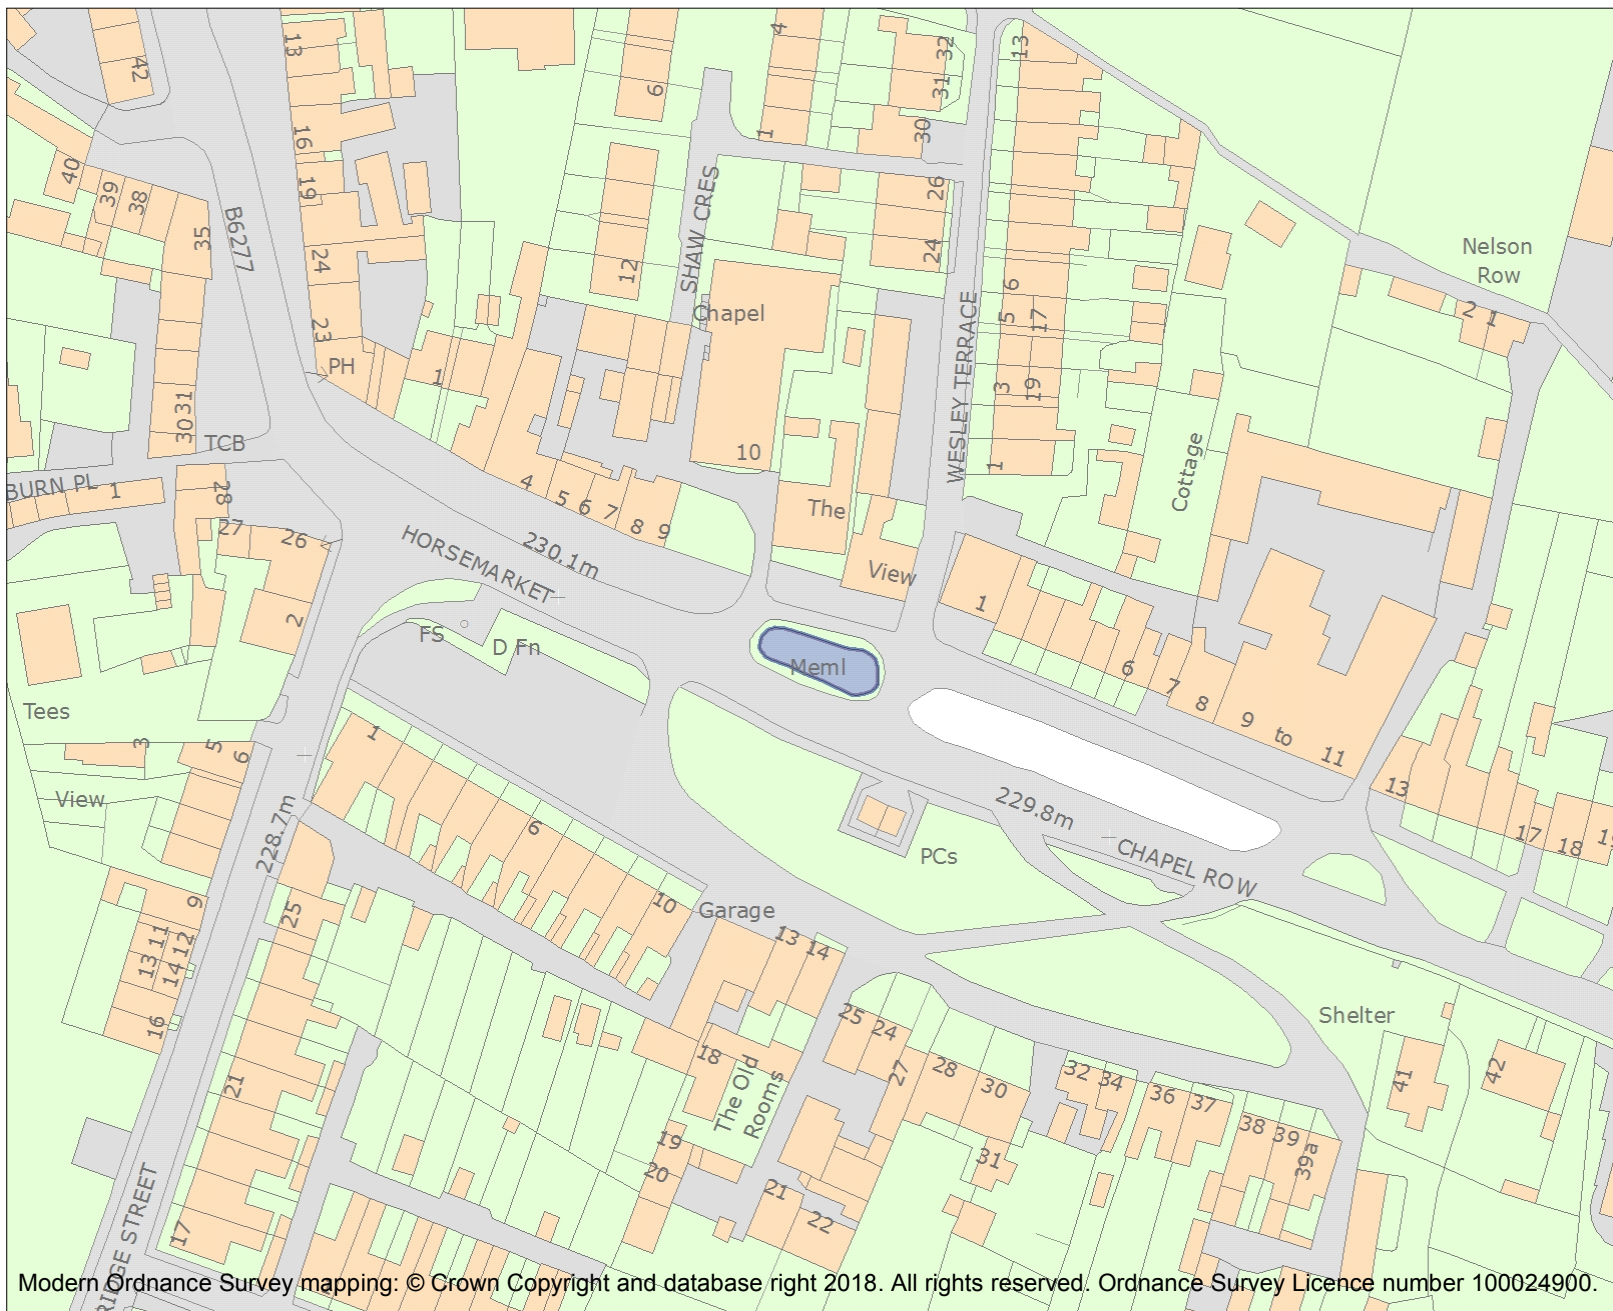 42
13
6
4
1
32
31
30
13
16
19
40
39
38
35
B6277
24
23
PH
12
SHAW CRES
Chapel
10
26
24
WESLEY TERRACE
6
5
17
3
19
1
Nelson
Row
2 1
Cottage
30 31
TCB
BURN PL
1
28
27
26
2
1
4
5
6
7
8
9
HORSEMARKET
230.1m
FS
D Fn
The
View
Meml
1
6
7
8
9
to
11
13
17
18
Tees
View
3
5
6
228.7m
1
6
10
Garage
13
14
PCs
229.8m
CHAPEL ROW
Shelter
9
11
12
13
14
16
25
21
17
18
The Old
Rooms
19
20
21
22
25
24
27
28
30
31
32
34
36
37
38
39
39a
41
42
RIDGE STREET
Modern Ordnance Survey mapping: © Crown Copyright and database right 2018. All rights reserved. Ordnance Survey Licence number 100024900.